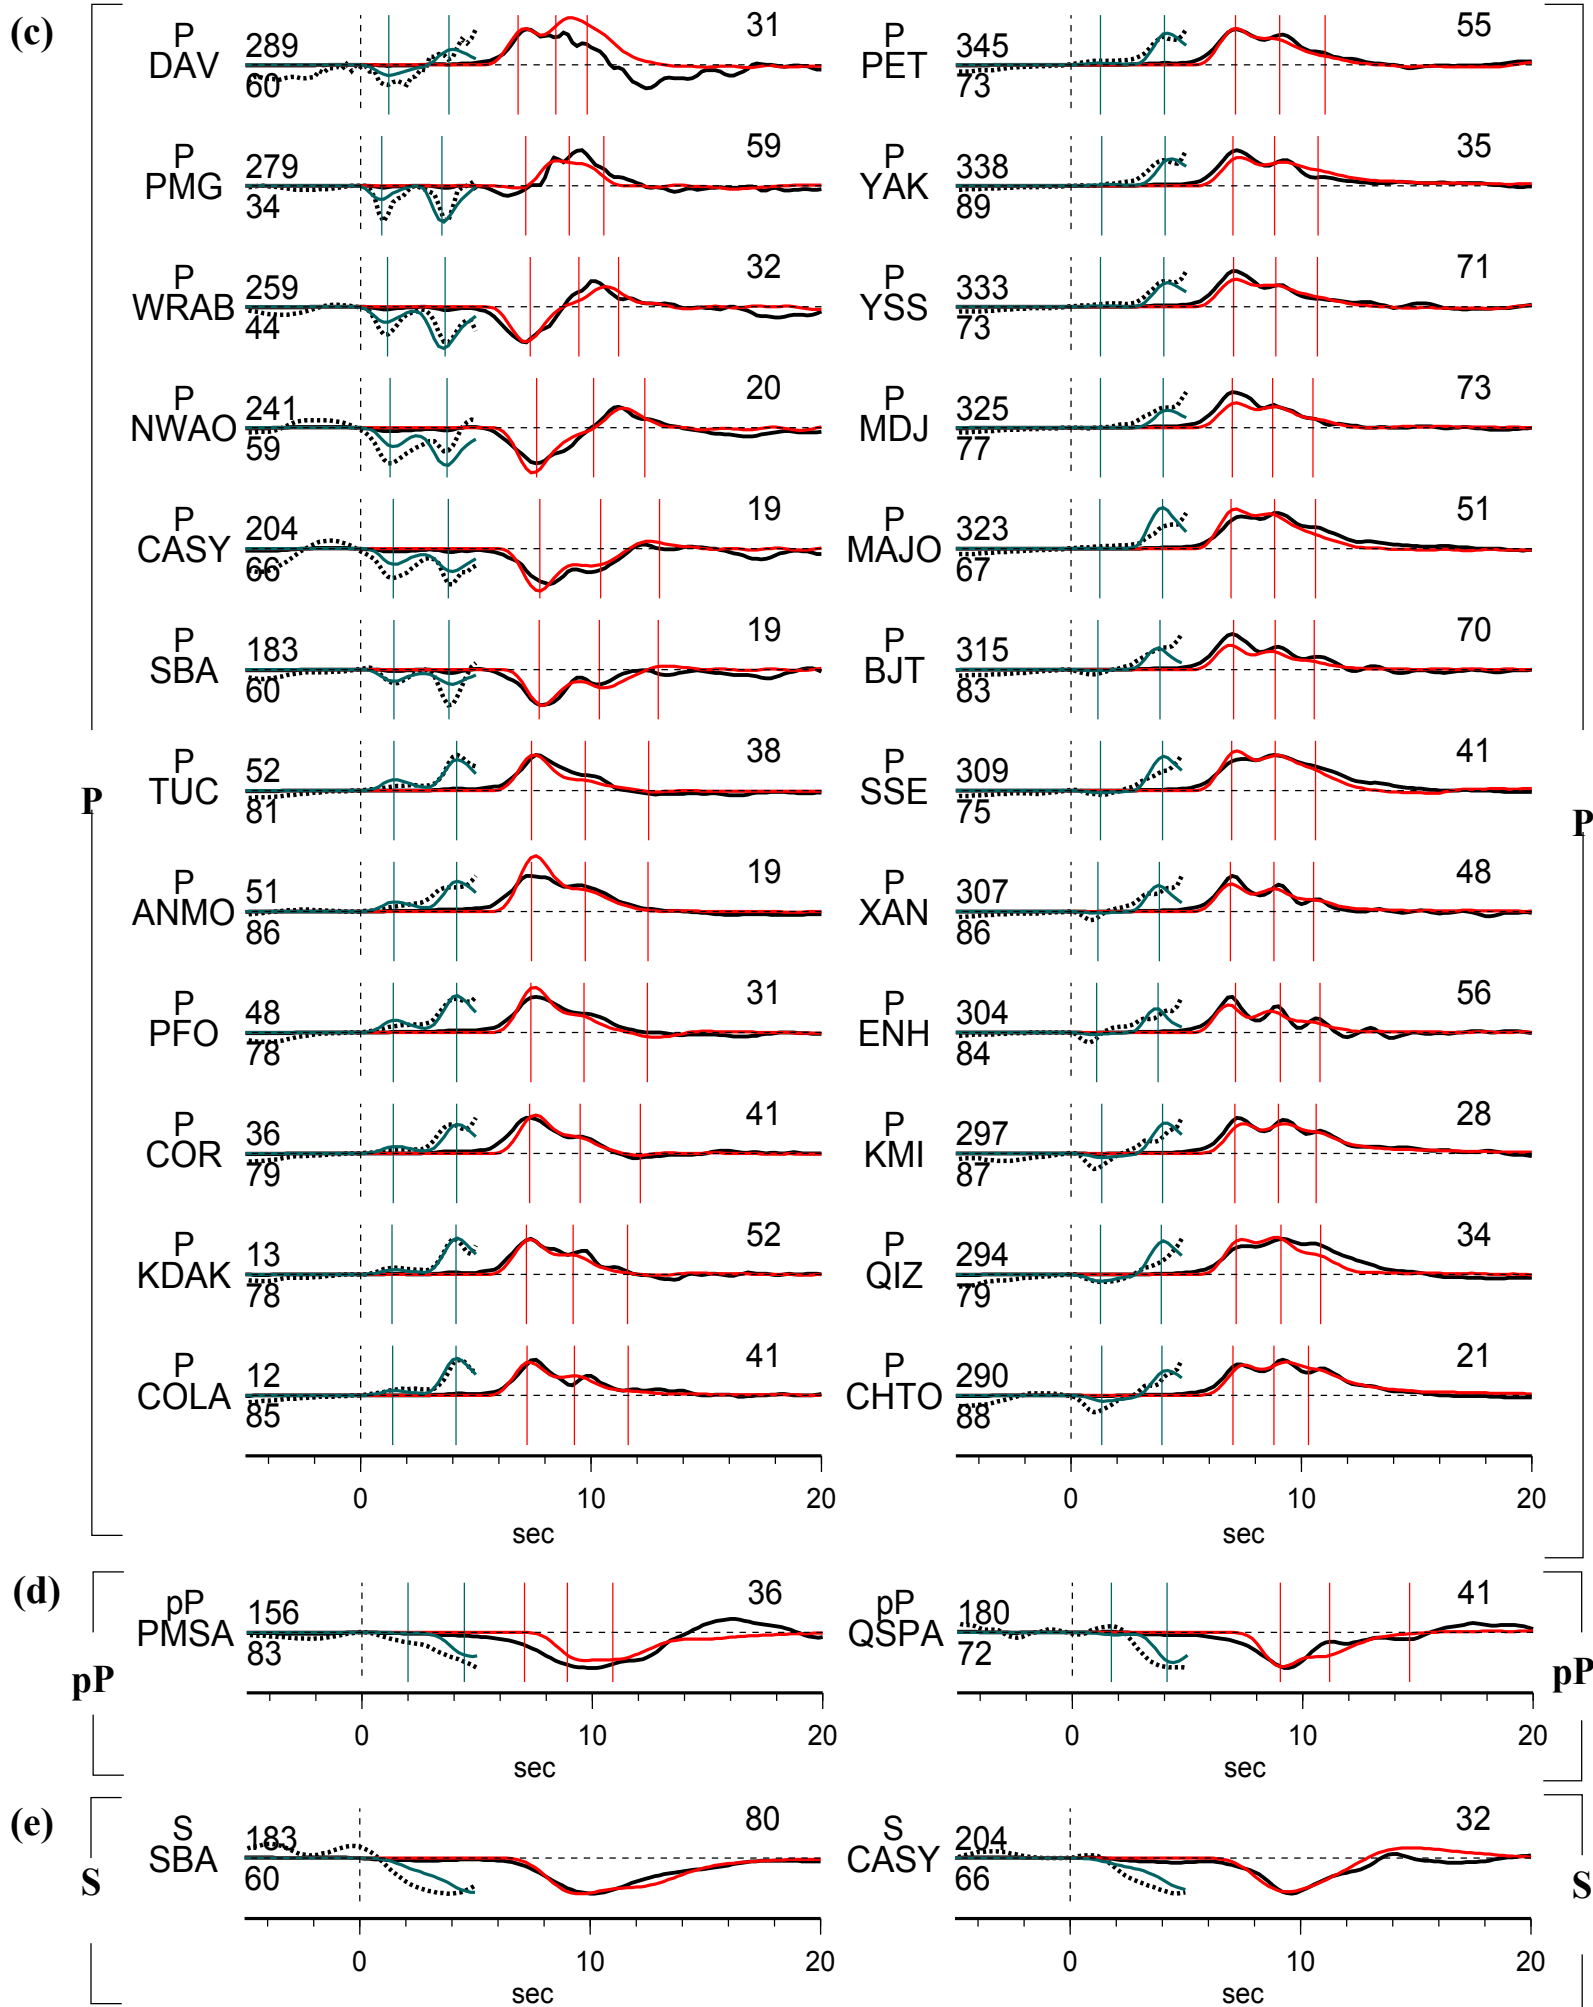 (c)
P
DAV
289
60
31
P
PMG
279
34
59
P
WRAB
259
44
32
P
NWAO
241
59
20
P
CASY
204
66
19
P
SBA
183
60
19
P
TUC
52
81
38
P
ANMO
51
86
19
P
PFO
48
78
31
P
COR
36
79
41
P
KDAK
13
78
52
P
COLA
12
85
41
0 10 20
sec
P
P
PET
345
73
55
P
YAK
338
89
35
P
YSS
333
73
71
P
MDJ
325
77
73
P
MAJO
323
67
51
P
BJT
315
83
70
P
SSE
309
75
41
P
XAN
307
86
48
P
ENH
304
84
56
P
KMI
297
87
28
P
QIZ
294
79
34
P
CHTO
290
88
21
0 10 20
sec
P
(d)
pP
pP
PMSA
156
83
36
0 10 20
sec
pP
QSPA
180
72
41
0 10 20
sec
pP
(e)
S
S
SBA
183
60
80
0 10 20
sec
S
CASY
204
66
32
0 10 20
sec
S